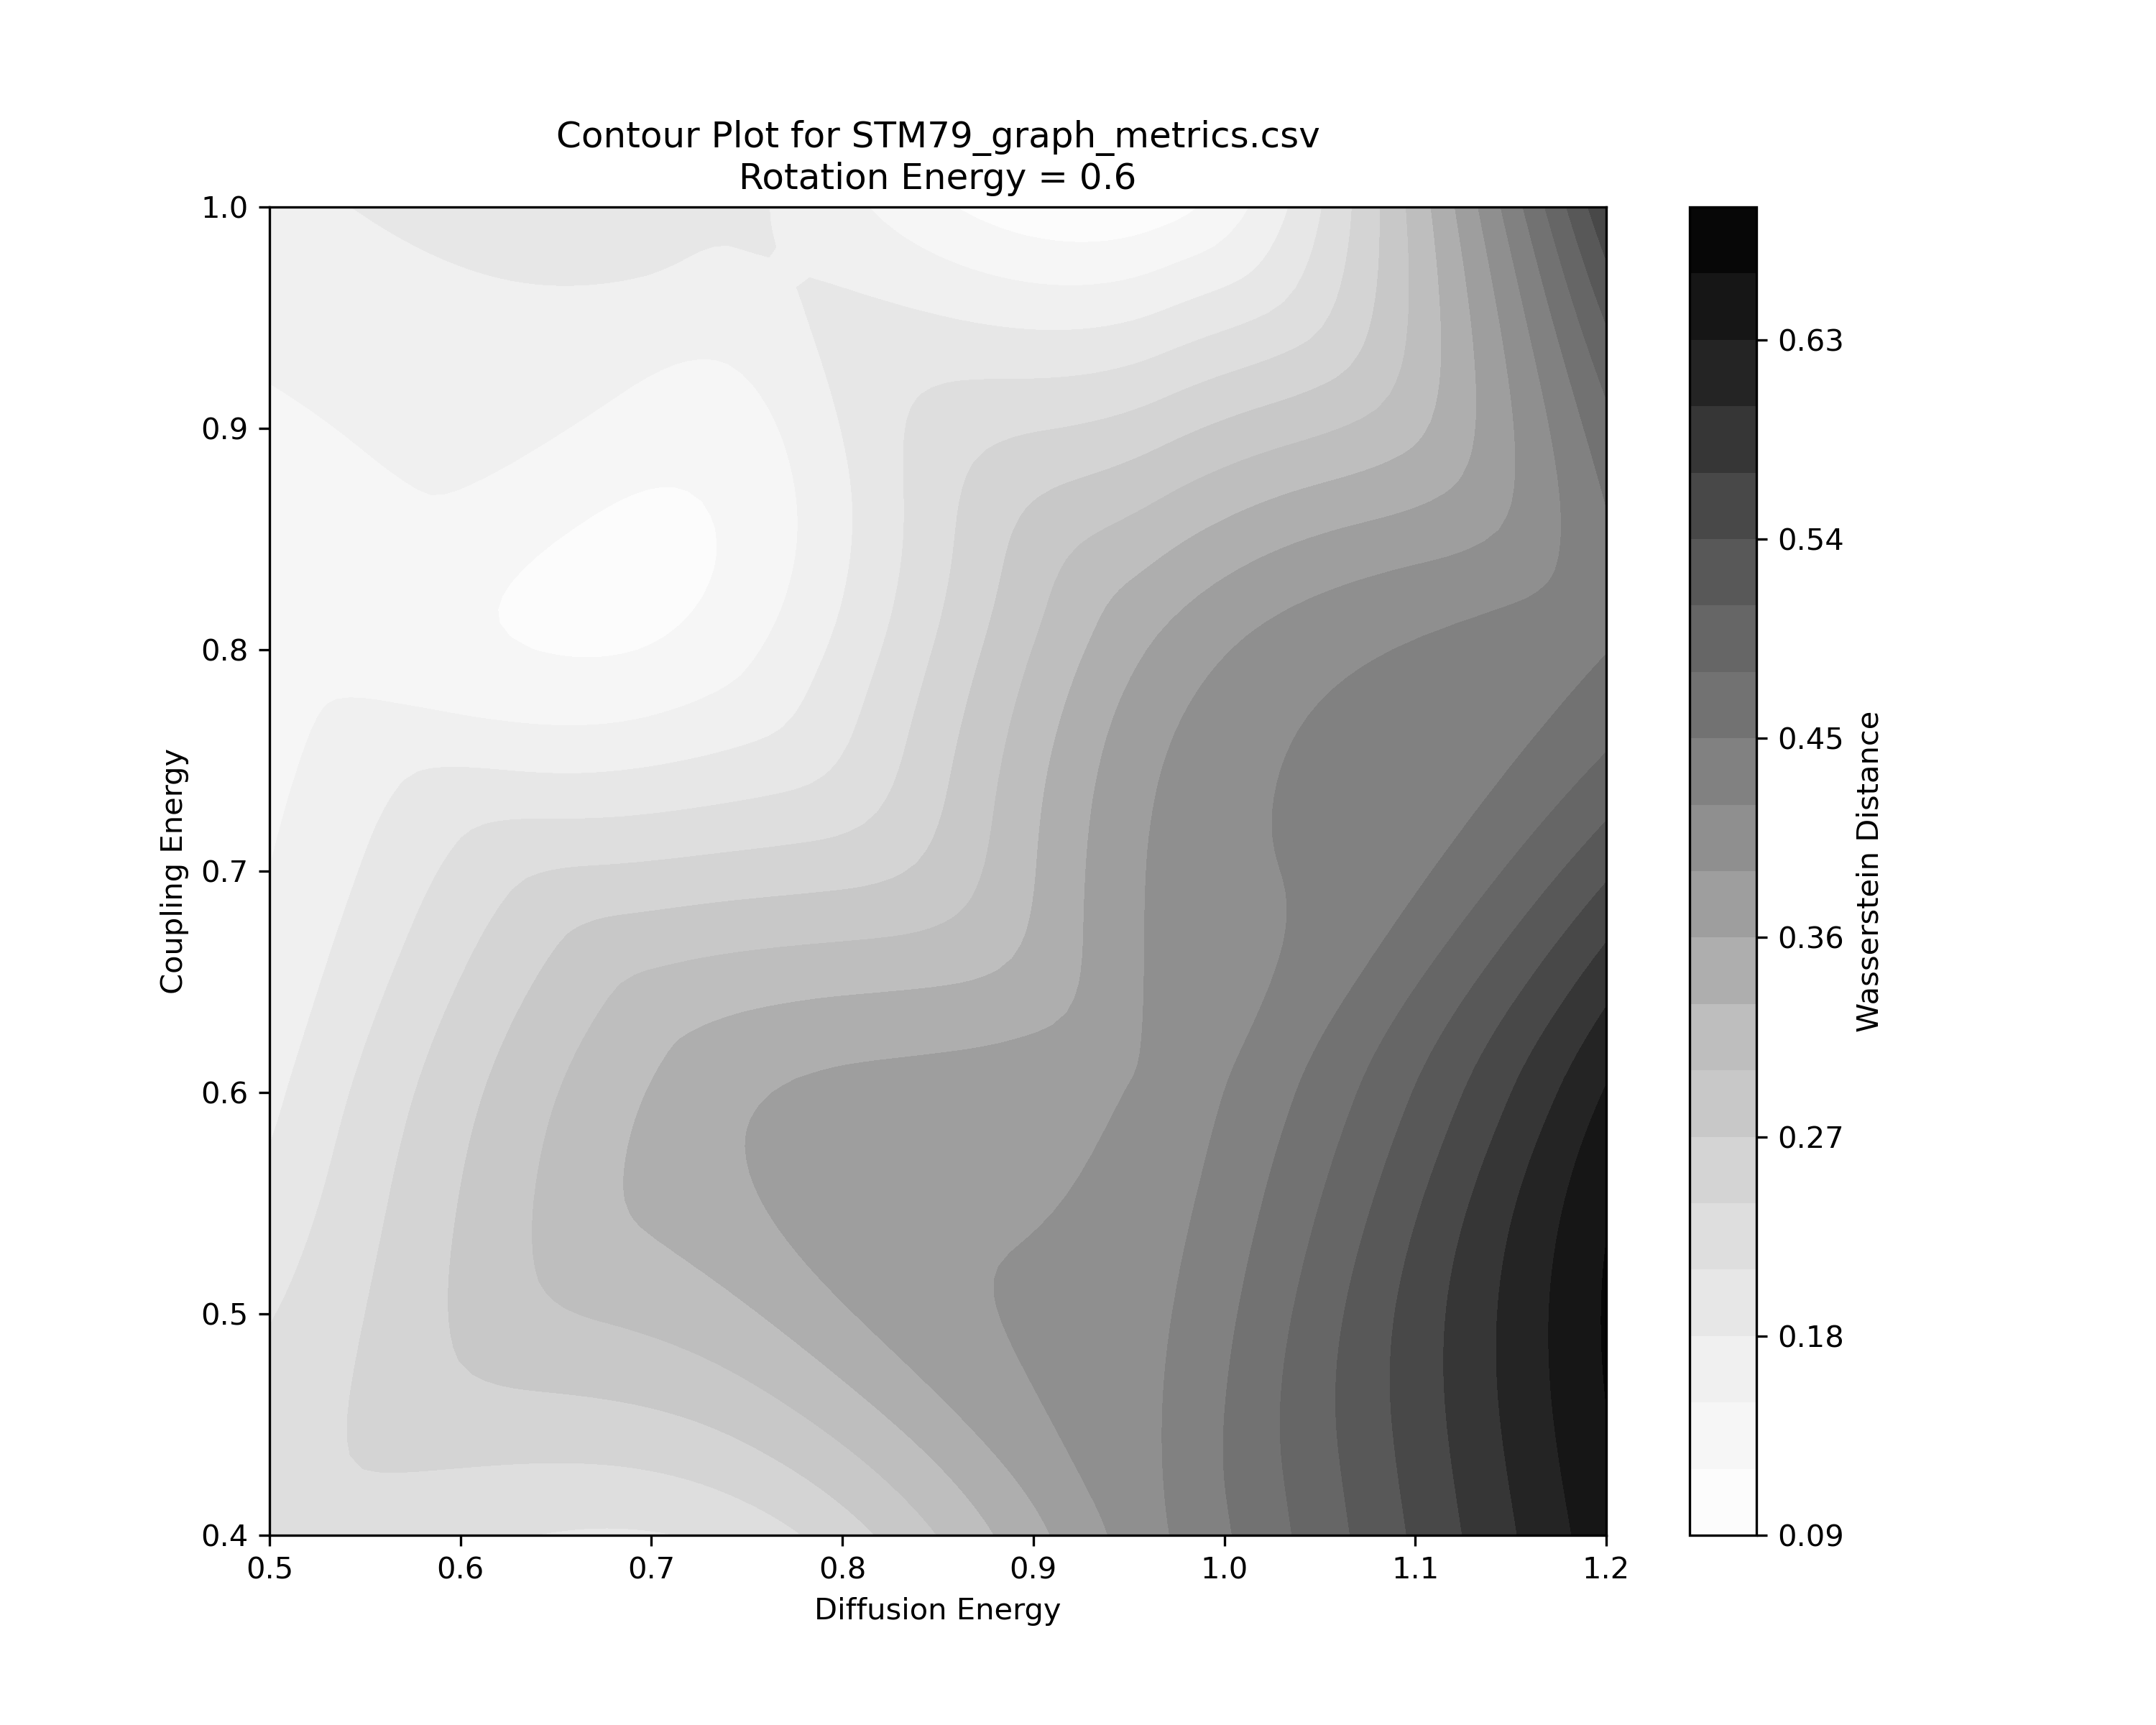 Contour Plot for STM79_graph_metrics.csv
Rotation Energy = 0.6
1.0
0.9
0.8
0.7
0.6
0.5
0.4
Coupling Energy
0.5 0.6 0.7 0.8 0.9 1.0 1.1 1.2
Diffusion Energy
0.63
0.54
0.45
0.36
0.27
0.18
0.09
Wasserstein Distance